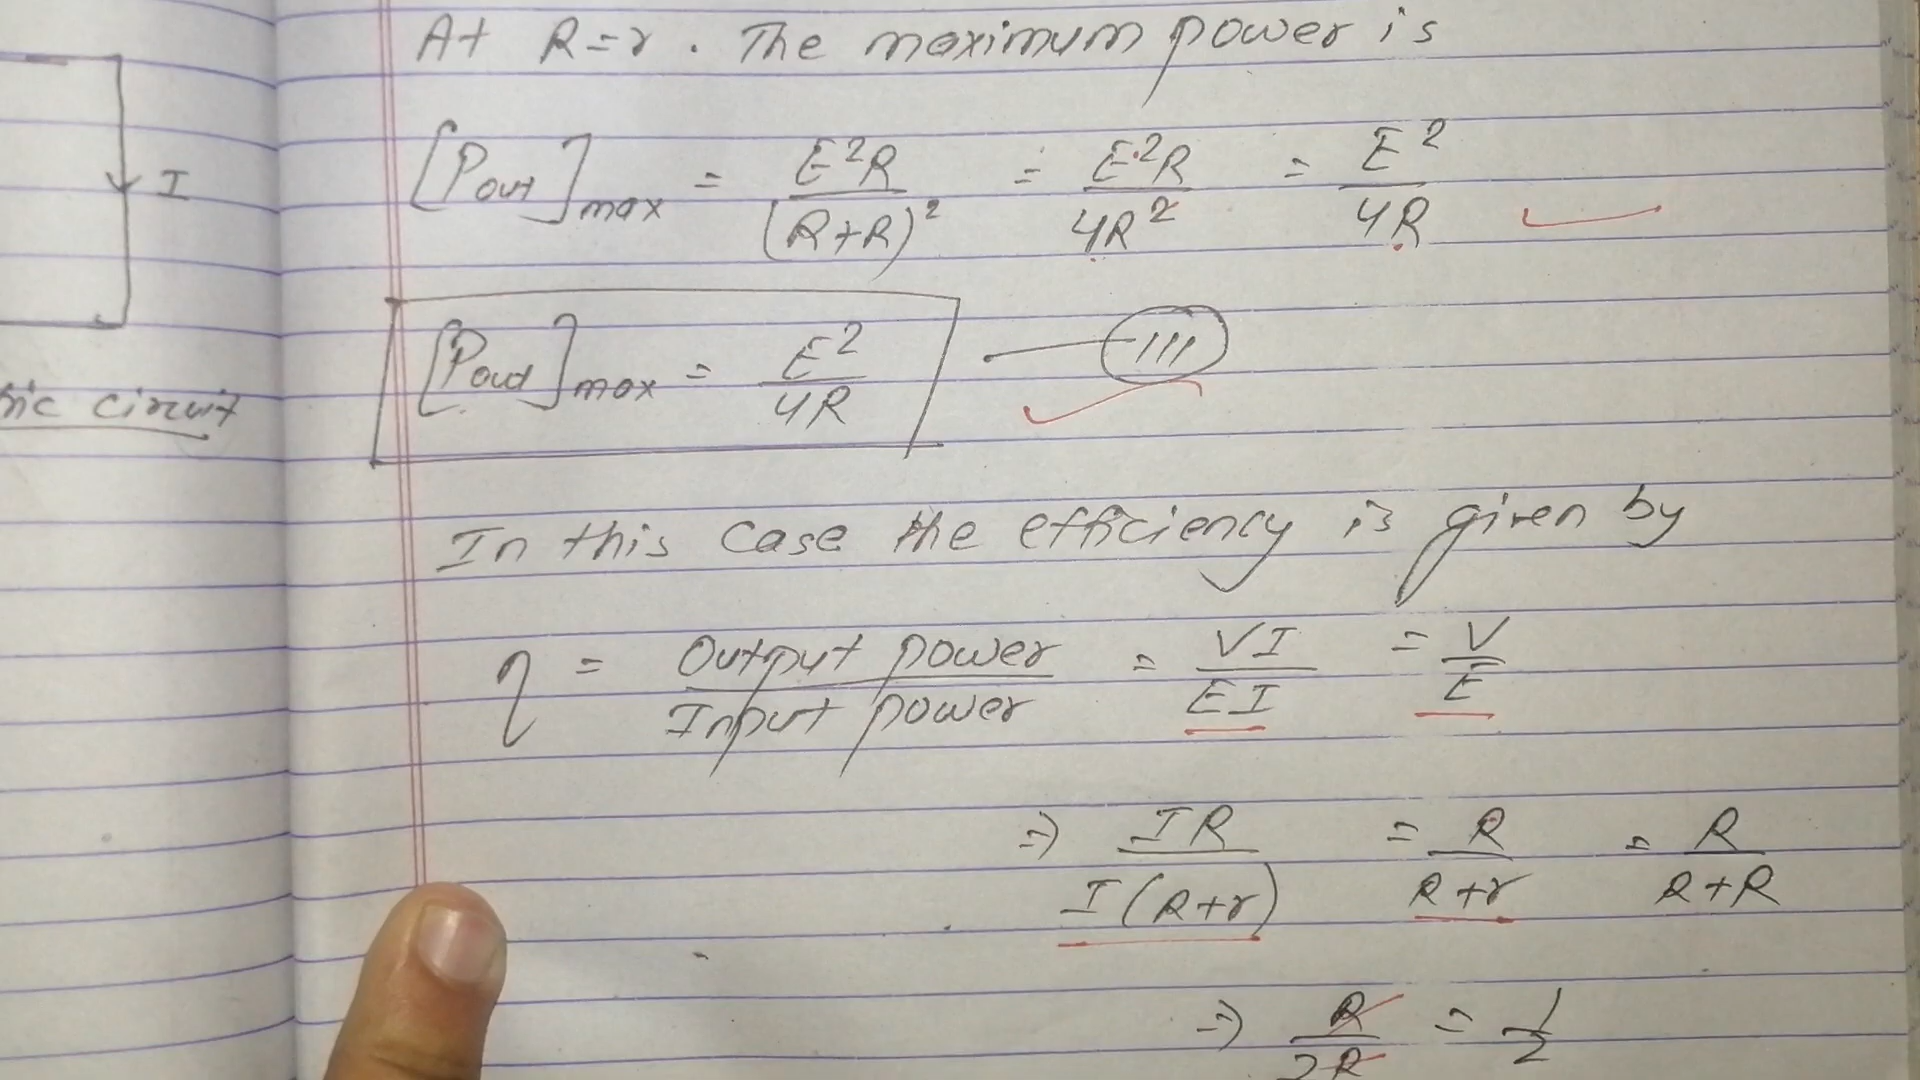 I
ric circuit
At R=r. The maximum power is
[Pout]max = E²R/(R+R)² = E²R/4R² = E²/4R
[Pout]max = E²/4R — III
In this case the efficiency is given by
η = Output power/Input power = VI/EI = V/E
⇒ IR/I(R+r) = R/R+r = R/R+R
⇒ R/2R = 1/2